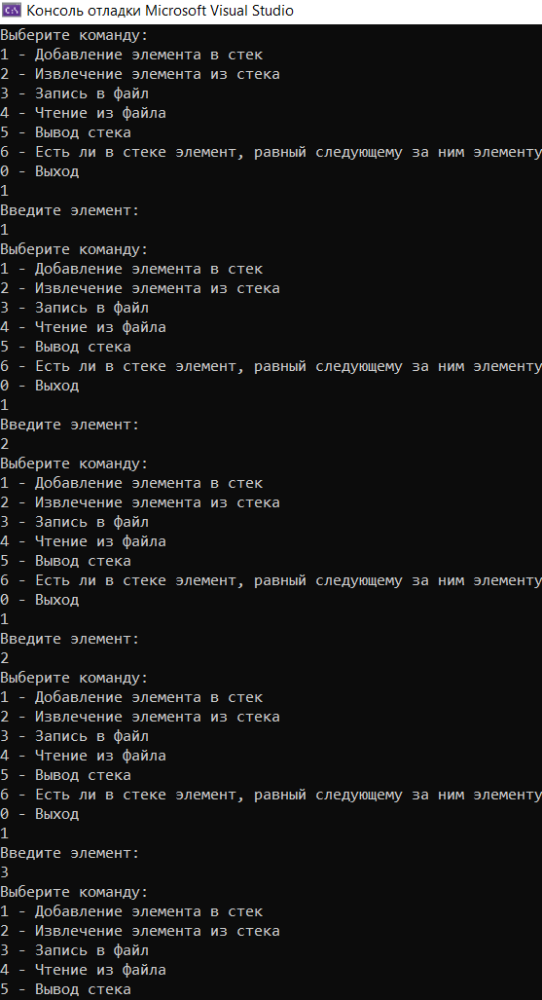 C:\ Консоль отладки Microsoft Visual Studio
Выберите команду:
1 - Добавление элемента в стек
2 - Извлечение элемента из стека
3 - Запись в файл
4 - Чтение из файла
5 - Вывод стека
6 - Есть ли в стеке элемент, равный следующему за ним элементу
0 - Выход
1
Введите элемент:
1
Выберите команду:
1 - Добавление элемента в стек
2 - Извлечение элемента из стека
3 - Запись в файл
4 - Чтение из файла
5 - Вывод стека
6 - Есть ли в стеке элемент, равный следующему за ним элементу
0 - Выход
1
Введите элемент:
2
Выберите команду:
1 - Добавление элемента в стек
2 - Извлечение элемента из стека
3 - Запись в файл
4 - Чтение из файла
5 - Вывод стека
6 - Есть ли в стеке элемент, равный следующему за ним элементу
0 - Выход
1
Введите элемент:
2
Выберите команду:
1 - Добавление элемента в стек
2 - Извлечение элемента из стека
3 - Запись в файл
4 - Чтение из файла
5 - Вывод стека
6 - Есть ли в стеке элемент, равный следующему за ним элементу
0 - Выход
1
Введите элемент:
3
Выберите команду:
1 - Добавление элемента в стек
2 - Извлечение элемента из стека
3 - Запись в файл
4 - Чтение из файла
5 - Вывод стека